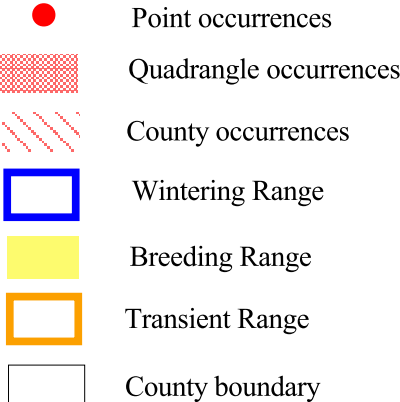 Point occurrences
Quadrangle occurrences
County occurrences
Wintering Range
Breeding Range
Transient Range
County boundary